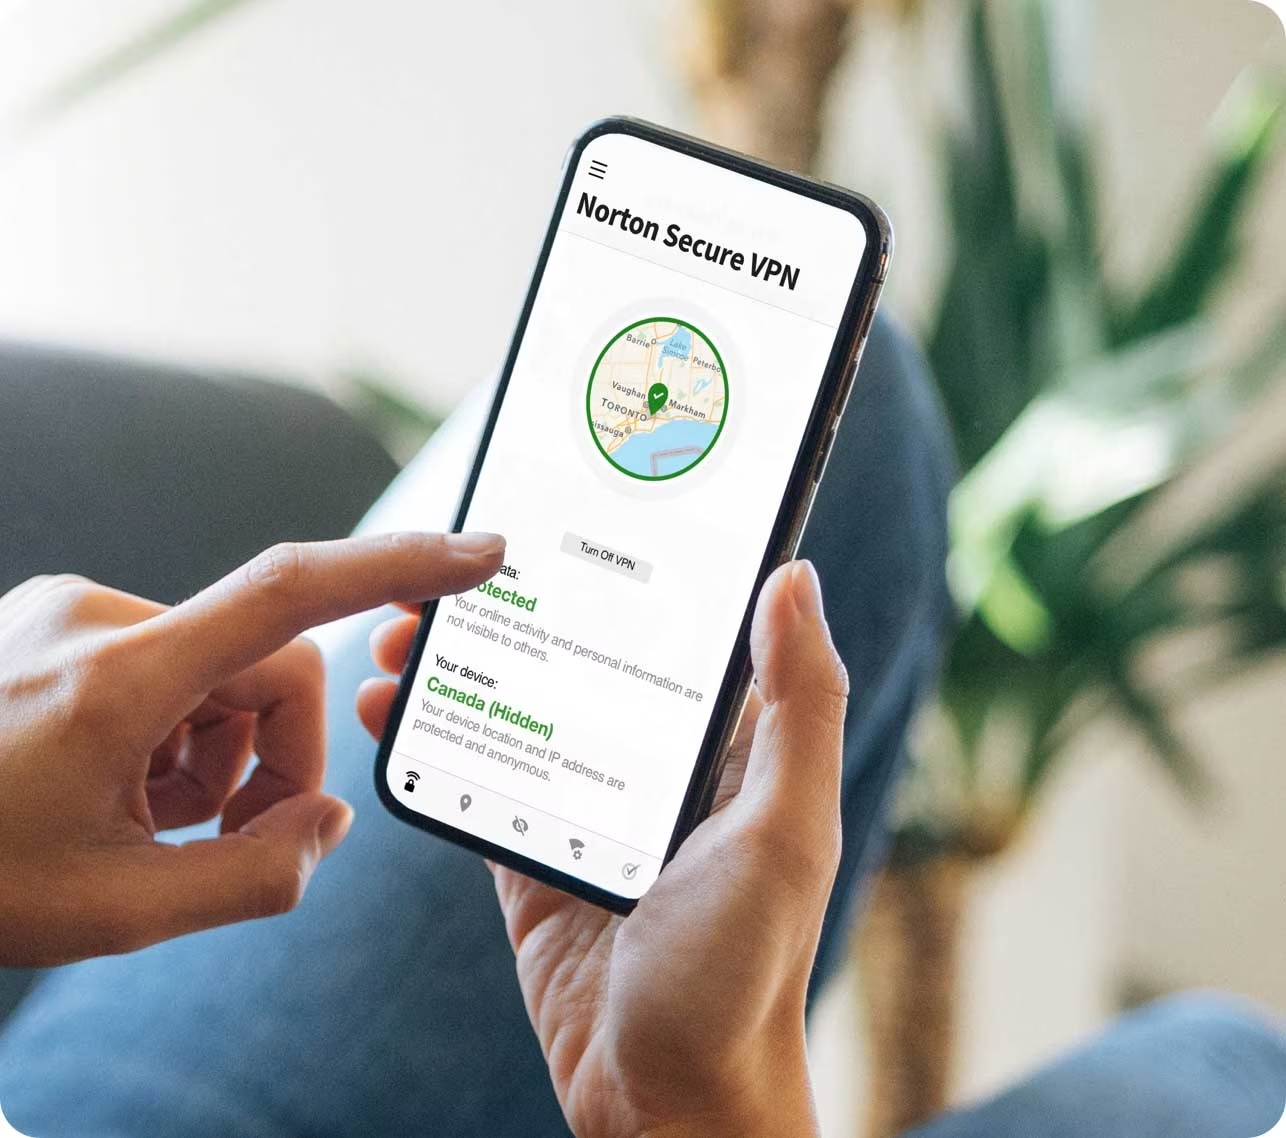 Norton Secure VPN
Barrie
Lake
Simcoe
Peterbo
Vaughan
Markham
TORONTO
sissauga
Turn Off VPN
ata:
otected
Your online activity and personal information are
not visible to others.
Your device:
Canada (Hidden)
Your device location and IP address are
protected and anonymous.